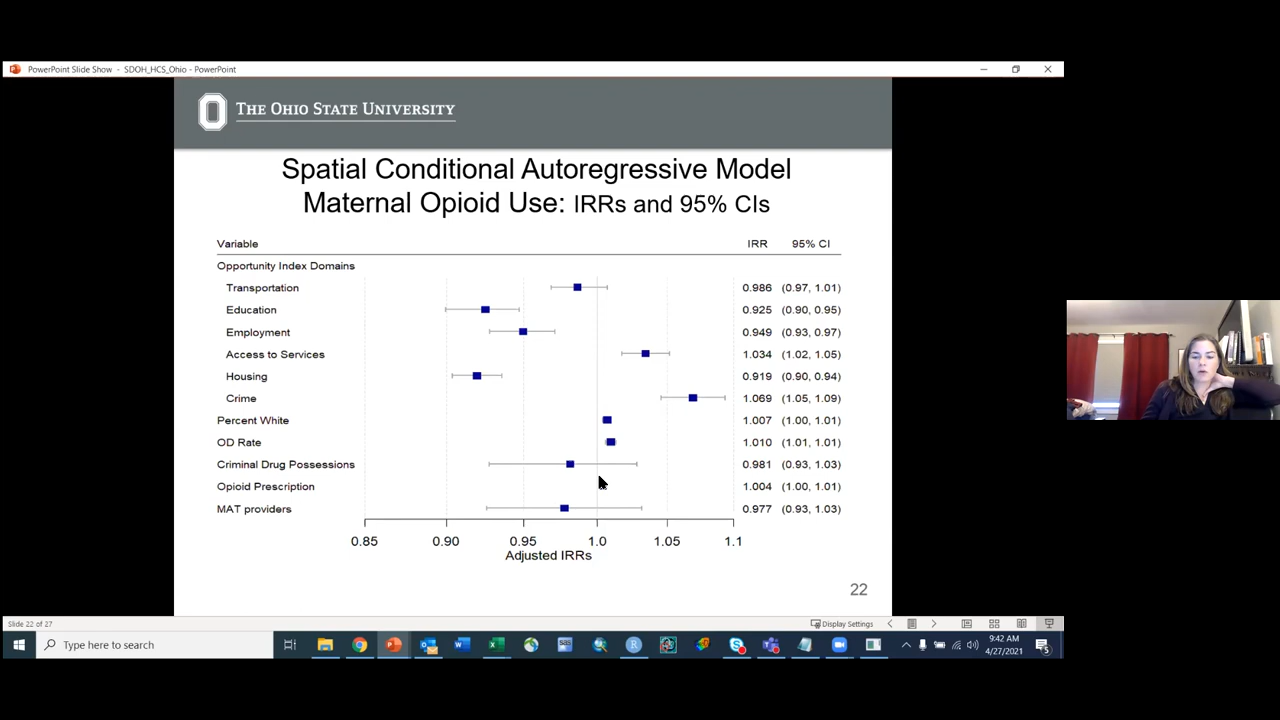 PowerPoint Slide Show - SDOH_HCS_Ohio - PowerPoint
THE OHIO STATE UNIVERSITY
Spatial Conditional Autoregressive Model
Maternal Opioid Use: IRRs and 95% CIs
Variable IRR 95% CI
Opportunity Index Domains
Transportation 0.986 (0.97, 1.01)
Education 0.925 (0.90, 0.95)
Employment 0.949 (0.93, 0.97)
Access to Services 1.034 (1.02, 1.05)
Housing 0.919 (0.90, 0.94)
Crime 1.069 (1.05, 1.09)
Percent White 1.007 (1.00, 1.01)
OD Rate 1.010 (1.01, 1.01)
Criminal Drug Possessions 0.981 (0.93, 1.03)
Opioid Prescription 1.004 (1.00, 1.01)
MAT providers 0.977 (0.93, 1.03)
0.85 0.90 0.95 1.0 1.05 1.1
Adjusted IRRs
22
Slide 22 of 27 Display Settings
Type here to search
9:42 AM
4/27/2021